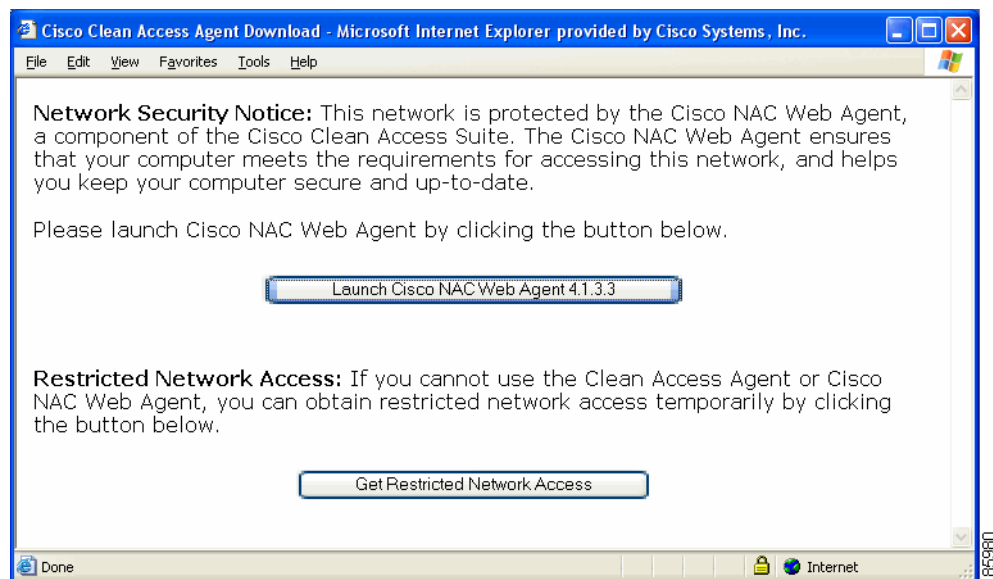 Cisco Clean Access Agent Download - Microsoft Internet Explorer provided by Cisco Systems, Inc.
File Edit View Favorites Tools Help
Network Security Notice: This network is protected by the Cisco NAC Web Agent,
a component of the Cisco Clean Access Suite. The Cisco NAC Web Agent ensures
that your computer meets the requirements for accessing this network, and helps
you keep your computer secure and up-to-date.
Please launch Cisco NAC Web Agent by clicking the button below.
Launch Cisco NAC Web Agent 4.1.3.3
Restricted Network Access: If you cannot use the Clean Access Agent or Cisco
NAC Web Agent, you can obtain restricted network access temporarily by clicking
the button below.
Get Restricted Network Access
Done Internet